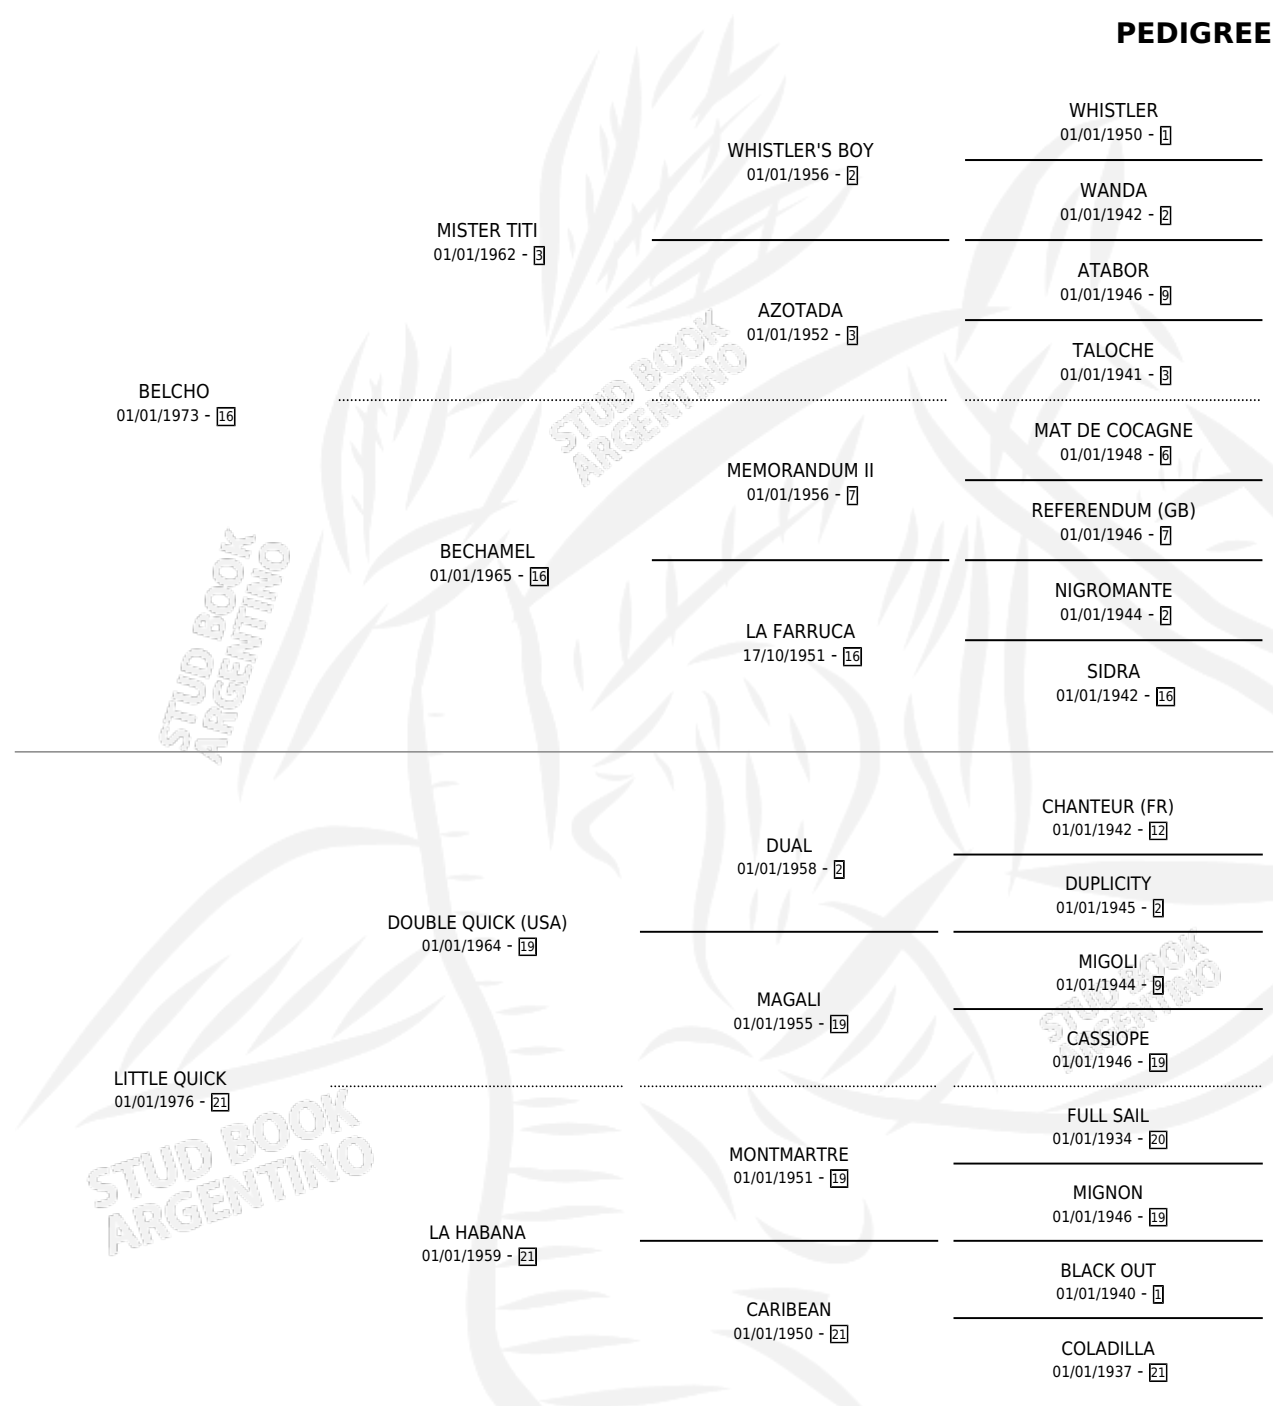 PEDIGREE
WHISTLER
01/01/1950 - 1
WHISTLER'S BOY
01/01/1956 - 2
WANDA
01/01/1942 - 2
MISTER TITI
01/01/1962 - 3
ATABOR
01/01/1946 - 9
AZOTADA
01/01/1952 - 3
TALOCHE
01/01/1941 - 3
BELCHO
01/01/1973 - 16
MAT DE COCAGNE
01/01/1948 - 6
MEMORANDUM II
01/01/1956 - 7
REFERENDUM (GB)
01/01/1946 - 7
BECHAMEL
01/01/1965 - 16
NIGROMANTE
01/01/1944 - 2
LA FARRUCA
17/10/1951 - 16
SIDRA
01/01/1942 - 16
CHANTEUR (FR)
01/01/1942 - 12
DUAL
01/01/1958 - 2
DUPLICITY
01/01/1945 - 2
DOUBLE QUICK (USA)
01/01/1964 - 19
MIGOLI
01/01/1944 - 9
MAGALI
01/01/1955 - 19
CASSIOPE
01/01/1946 - 19
LITTLE QUICK
01/01/1976 - 21
FULL SAIL
01/01/1934 - 20
MONTMARTRE
01/01/1951 - 19
MIGNON
01/01/1946 - 19
LA HABANA
01/01/1959 - 21
BLACK OUT
01/01/1940 - 1
CARIBEAN
01/01/1950 - 21
COLADILLA
01/01/1937 - 21
STUD BOOK
ARGENTINO
STUD BOOK
ARGENTINO
STUD BOOK
ARGENTINO
STUD BOOK
ARGENTINO